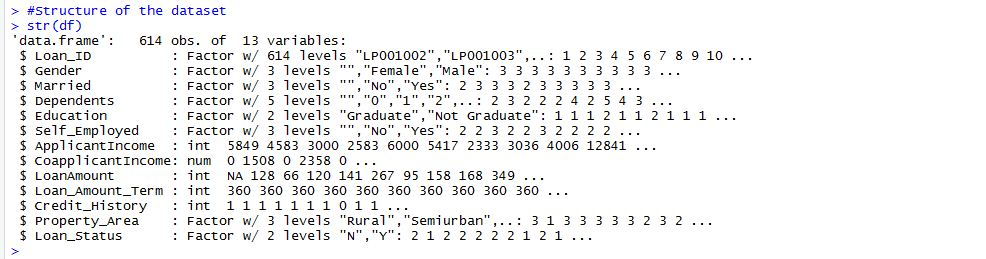 > #Structure of the dataset
> str(df)
'data.frame':   614 obs. of  13 variables:
 $ Loan_ID          : Factor w/ 614 levels "LP001002","LP001003",..: 1 2 3 4 5 6 7 8 9 10 ...
 $ Gender           : Factor w/ 3 levels "","Female","Male": 3 3 3 3 3 3 3 3 3 3 ...
 $ Married          : Factor w/ 3 levels "","No","Yes": 2 3 3 3 2 3 3 3 3 3 ...
 $ Dependents       : Factor w/ 5 levels "","0","1","2",..: 2 3 2 2 2 4 2 5 4 3 ...
 $ Education        : Factor w/ 2 levels "Graduate","Not Graduate": 1 1 1 2 1 1 2 1 1 1 ...
 $ Self_Employed    : Factor w/ 3 levels "","No","Yes": 2 2 3 2 2 3 2 2 2 2 ...
 $ ApplicantIncome  : int  5849 4583 3000 2583 6000 5417 2333 3036 4006 12841 ...
 $ CoapplicantIncome: num  0 1508 0 2358 0 ...
 $ LoanAmount       : int  NA 128 66 120 141 267 95 158 168 349 ...
 $ Loan_Amount_Term : int  360 360 360 360 360 360 360 360 360 360 ...
 $ Credit_History   : int  1 1 1 1 1 1 1 0 1 1 ...
 $ Property_Area    : Factor w/ 3 levels "Rural","Semiurban",..: 3 1 3 3 3 3 3 2 3 2 ...
 $ Loan_Status      : Factor w/ 2 levels "N","Y": 2 1 2 2 2 2 2 1 2 1 ...
>